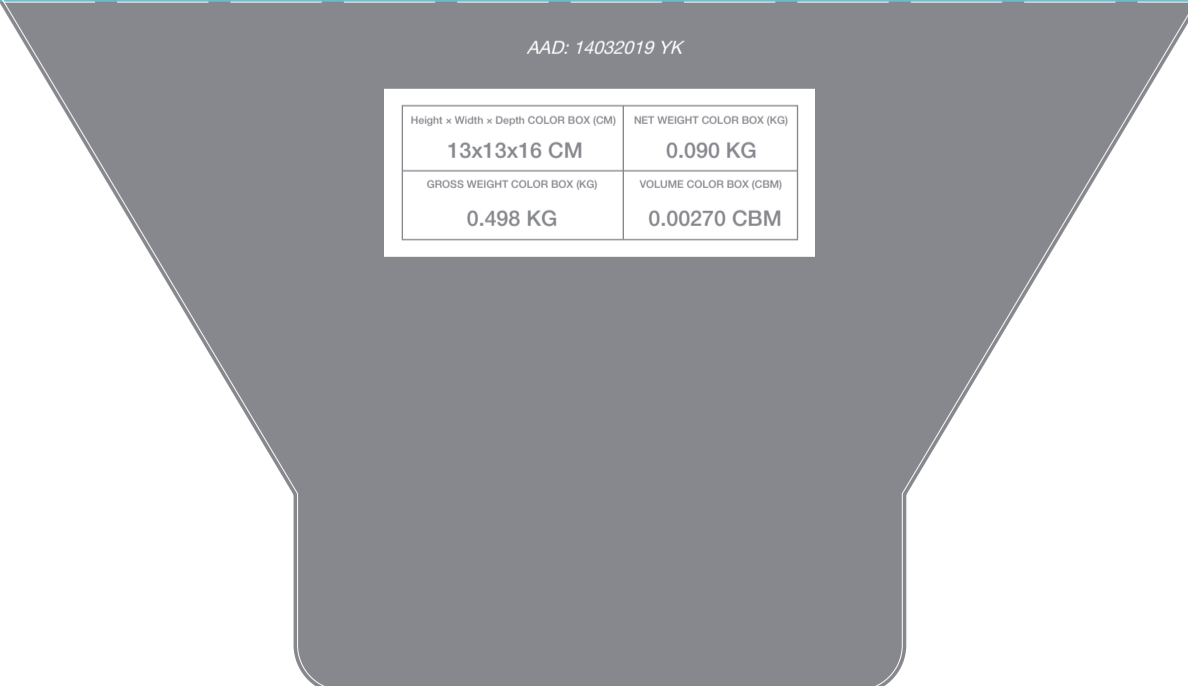 AAD: 14032019 YK
Height × Width × Depth COLOR BOX (CM)
13x13x16 CM
NET WEIGHT COLOR BOX (KG)
0.090 KG
GROSS WEIGHT COLOR BOX (KG)
0.498 KG
VOLUME COLOR BOX (CBM)
0.00270 CBM